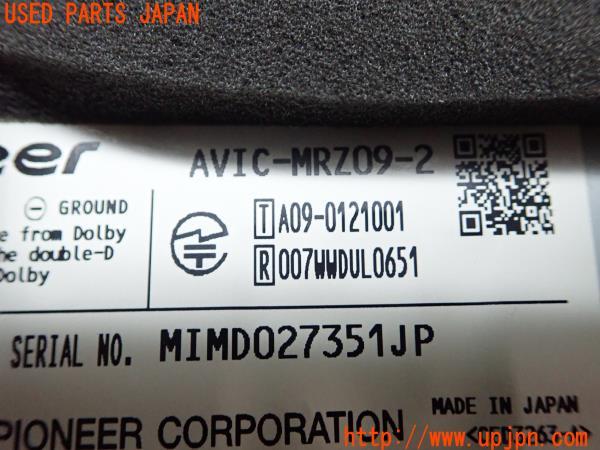 USED PARTS JAPAN
eer AVIC-MRZ09-2
⊖ GROUND
T A09-0121001
e from Dolby
he double-D
R 007WWDUL0651
Dolby
SERIAL NO. MIMD027351JP
PIONEER CORPORATION
MADE IN JAPAN
http://www.upjpn.com/